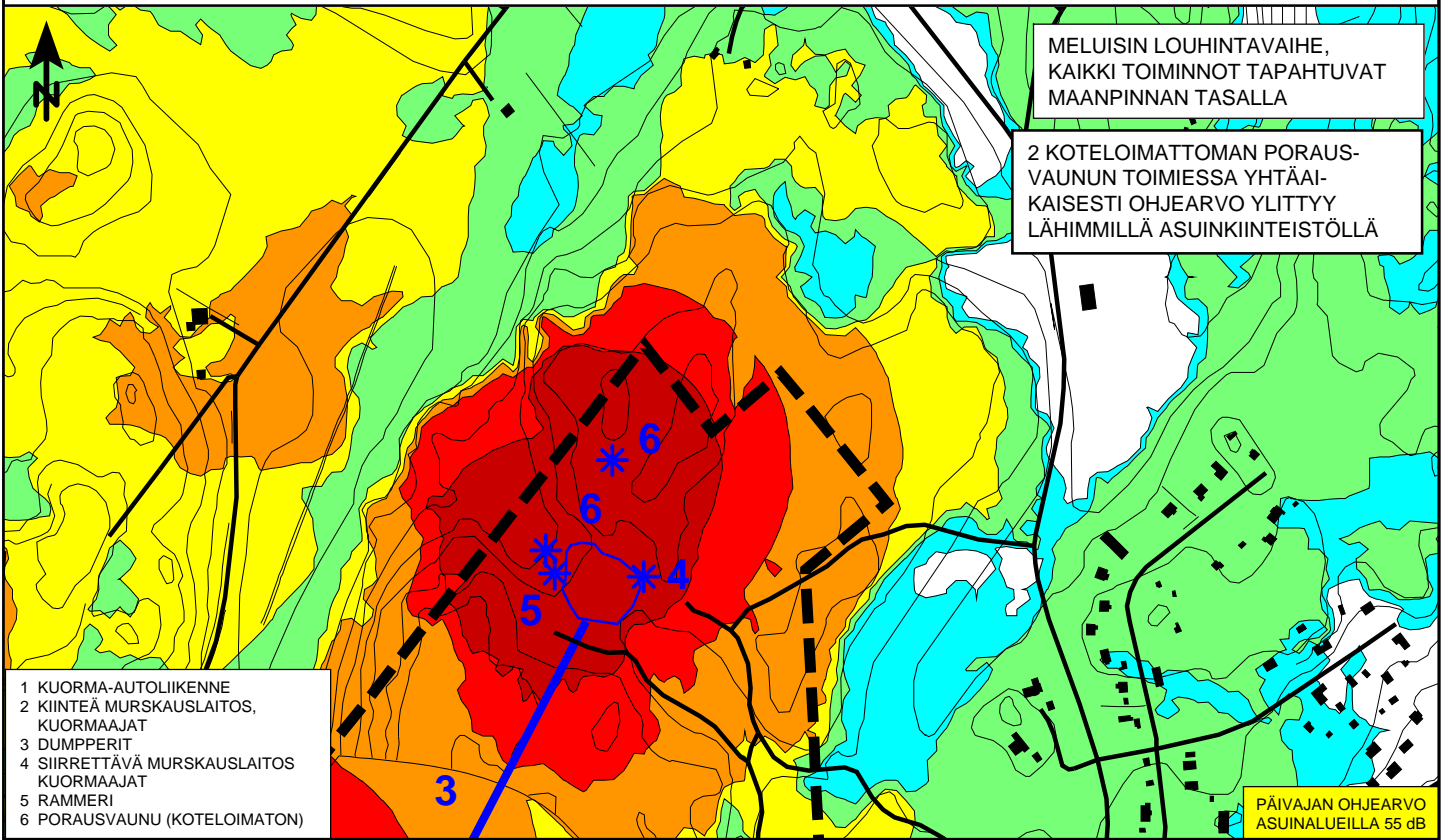 N
MELUISIN LOUHINTAVAIHE,
KAIKKI TOIMINNOT TAPAHTUVAT
MAANPINNAN TASALLA
2 KOTELOIMATTOMAN PORAUS-
VAUNUN TOIMIESSA YHTÄAI-
KAISESTI OHJEARVO YLITTYY
LÄHIMMILLÄ ASUINKIINTEISTÖLLÄ
6
6
4
5
3
1 KUORMA-AUTOLIIKENNE
2 KIINTEÄ MURSKAUSLAITOS,
KUORMAAJAT
3 DUMPPERIT
4 SIIRRETTÄVÄ MURSKAUSLAITOS
KUORMAAJAT
5 RAMMERI
6 PORAUSVAUNU (KOTELOIMATON)
PÄIVAJAN OHJEARVO
ASUINALUEILLA 55 dB